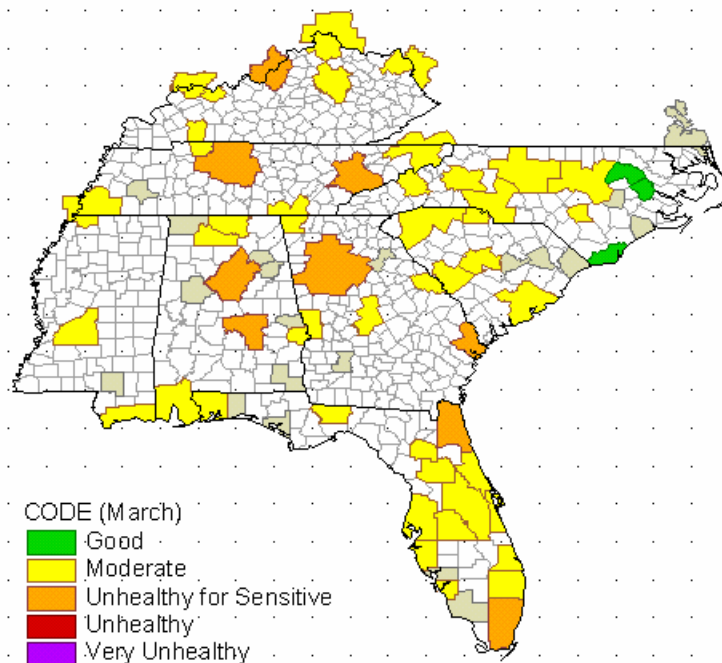 CODE (March)
Good
Moderate
Unhealthy for Sensitive
Unhealthy
Very Unhealthy